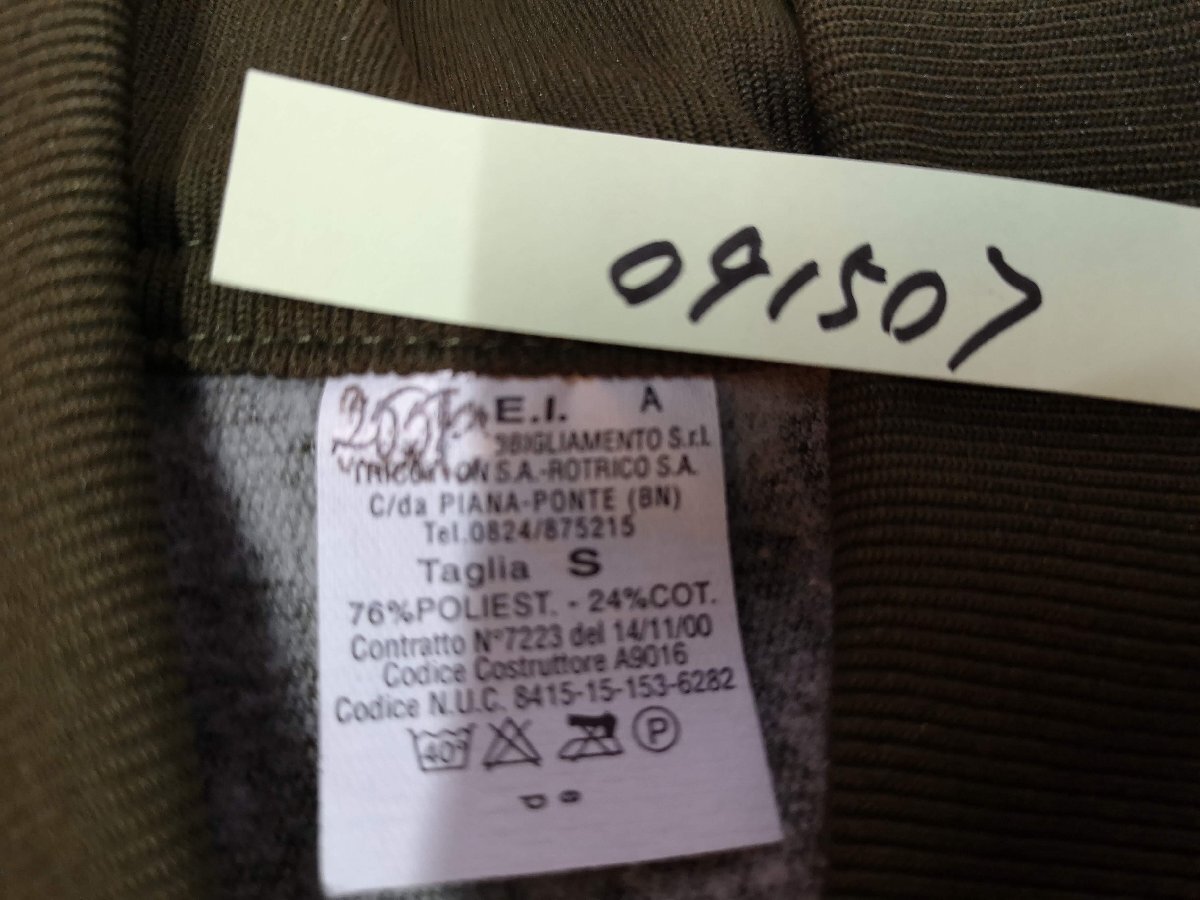 091507
E.I. A
S.r.l.
S.A.-ROTRICO S.A.
C/da PIANA-PONTE (BN)
Tel.0824/875215
Taglia S
76%POLIEST. - 24%COT.
Contratto N°7223 del 14/11/00
Codice Costruttore A9016
Codice N.U.C. 8415-15-153-6282
40°
P